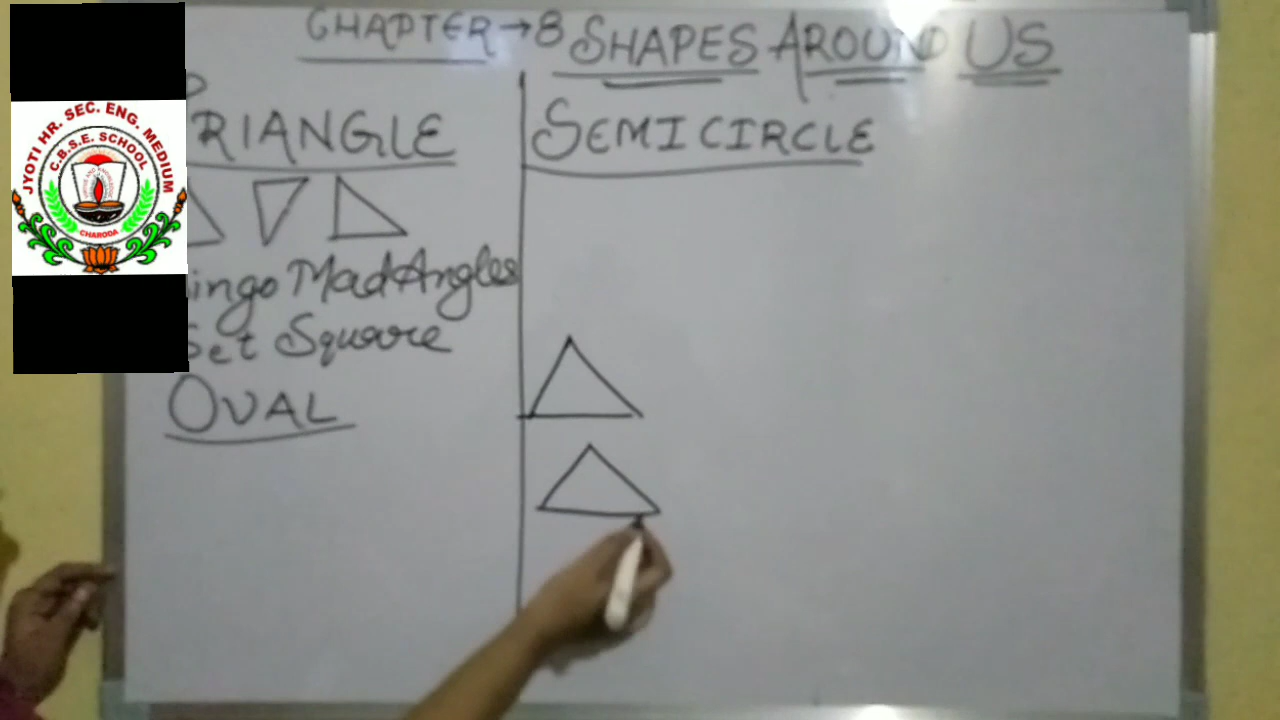 CHAPTER → 8 SHAPES AROUND US
RIANGLE
ingo Mad Angles
Set Square
OVAL
SEMICIRCLE
JYOTI HR. SEC. ENG. MEDIUM
C.B.S.E. SCHOOL
CHARODA